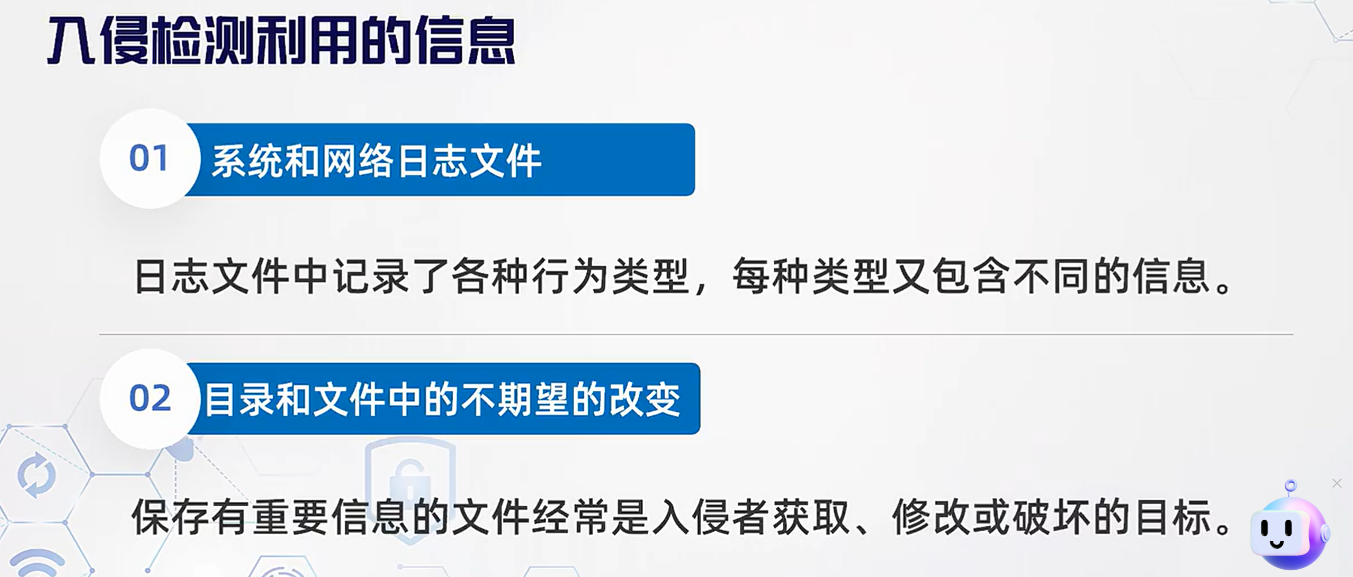 入侵检测利用的信息
01
系统和网络日志文件
日志文件中记录了各种行为类型，每种类型又包含不同的信息。
02
目录和文件中的不期望的改变
保存有重要信息的文件经常是入侵者获取、修改或破坏的目标。